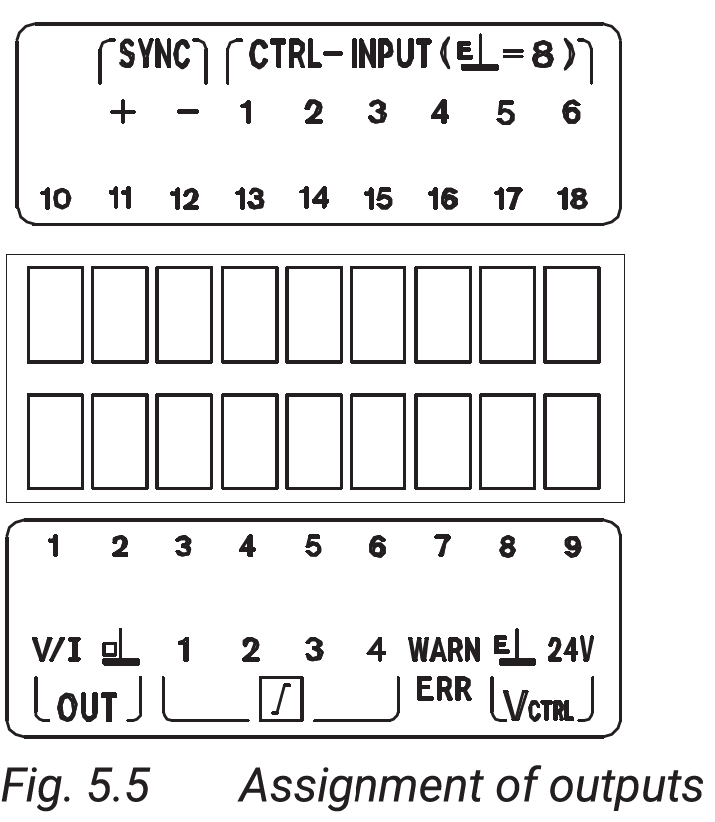 SYNC CTRL-INPUT (E⊥=8)
+ - 1 2 3 4 5 6
10 11 12 13 14 15 16 17 18
1 2 3 4 5 6 7 8 9
V/I ⊥ 1 2 3 4 WARN E⊥ 24V
OUT ∫ ERR VCTRL
Fig. 5.5 Assignment of outputs